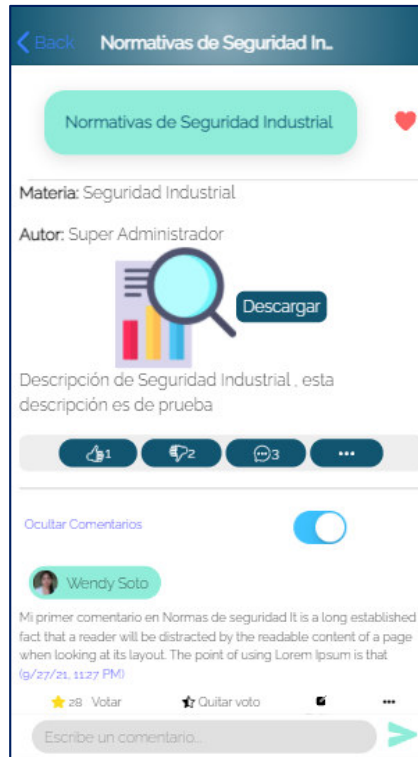 Back Normativas de Seguridad In...
Normativas de Seguridad Industrial
Materia: Seguridad Industrial
Autor: Super Administrador
Descargar
Descripción de Seguridad Industrial , esta
descripción es de prueba
1 2 3 ...
Ocultar Comentarios
Wendy Soto
Mi primer comentario en Normas de seguridad It is a long established
fact that a reader will be distracted by the readable content of a page
when looking at its layout. The point of using Lorem Ipsum is that
(9/27/21, 11:27 PM)
28 Votar Quitar voto ...
Escribe un comentario...